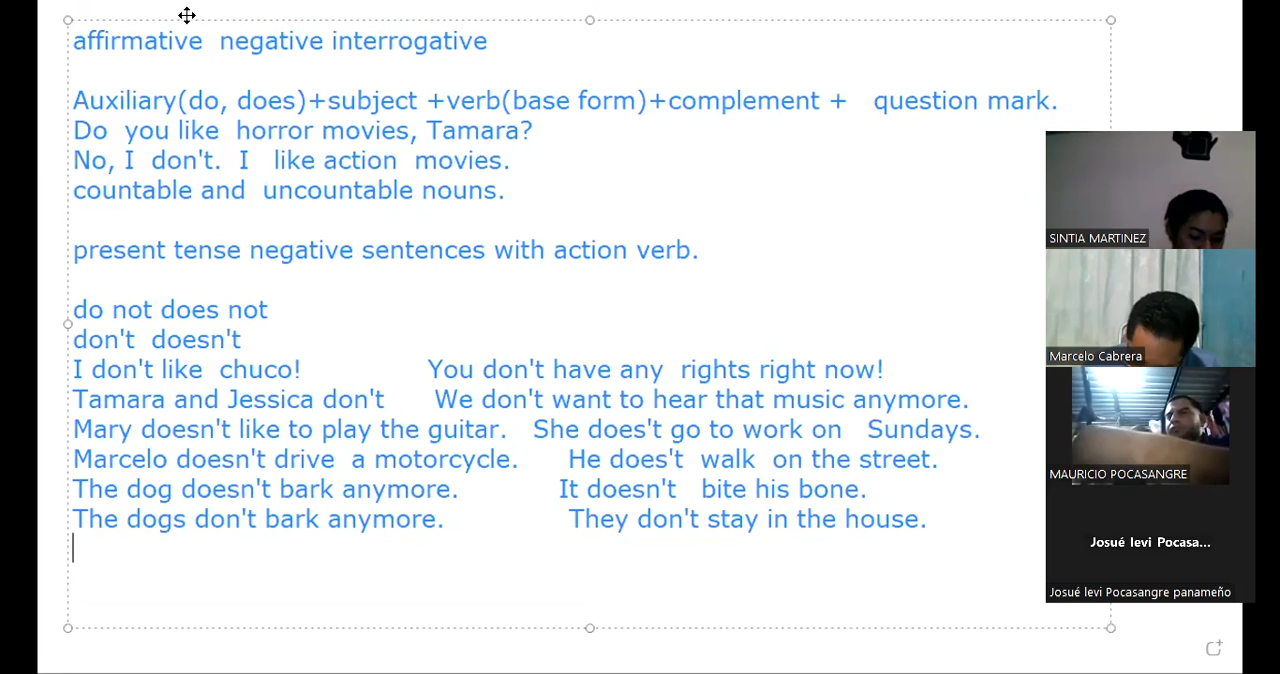 affirmative negative interrogative
Auxiliary(do, does)+subject +verb(base form)+complement + question mark.
Do you like horror movies, Tamara?
No, I don't. I like action movies.
countable and uncountable nouns.
present tense negative sentences with action verb.
do not does not
don't doesn't
I don't like chuco! You don't have any rights right now!
Tamara and Jessica don't We don't want to hear that music anymore.
Mary doesn't like to play the guitar. She does't go to work on Sundays.
Marcelo doesn't drive a motorcycle. He does't walk on the street.
The dog doesn't bark anymore. It doesn't bite his bone.
The dogs don't bark anymore. They don't stay in the house.
SINTIA MARTINEZ
Marcelo Cabrera
MAURICIO POCASANGRE
Josué levi Pocasa...
Josué levi Pocasangre panameño